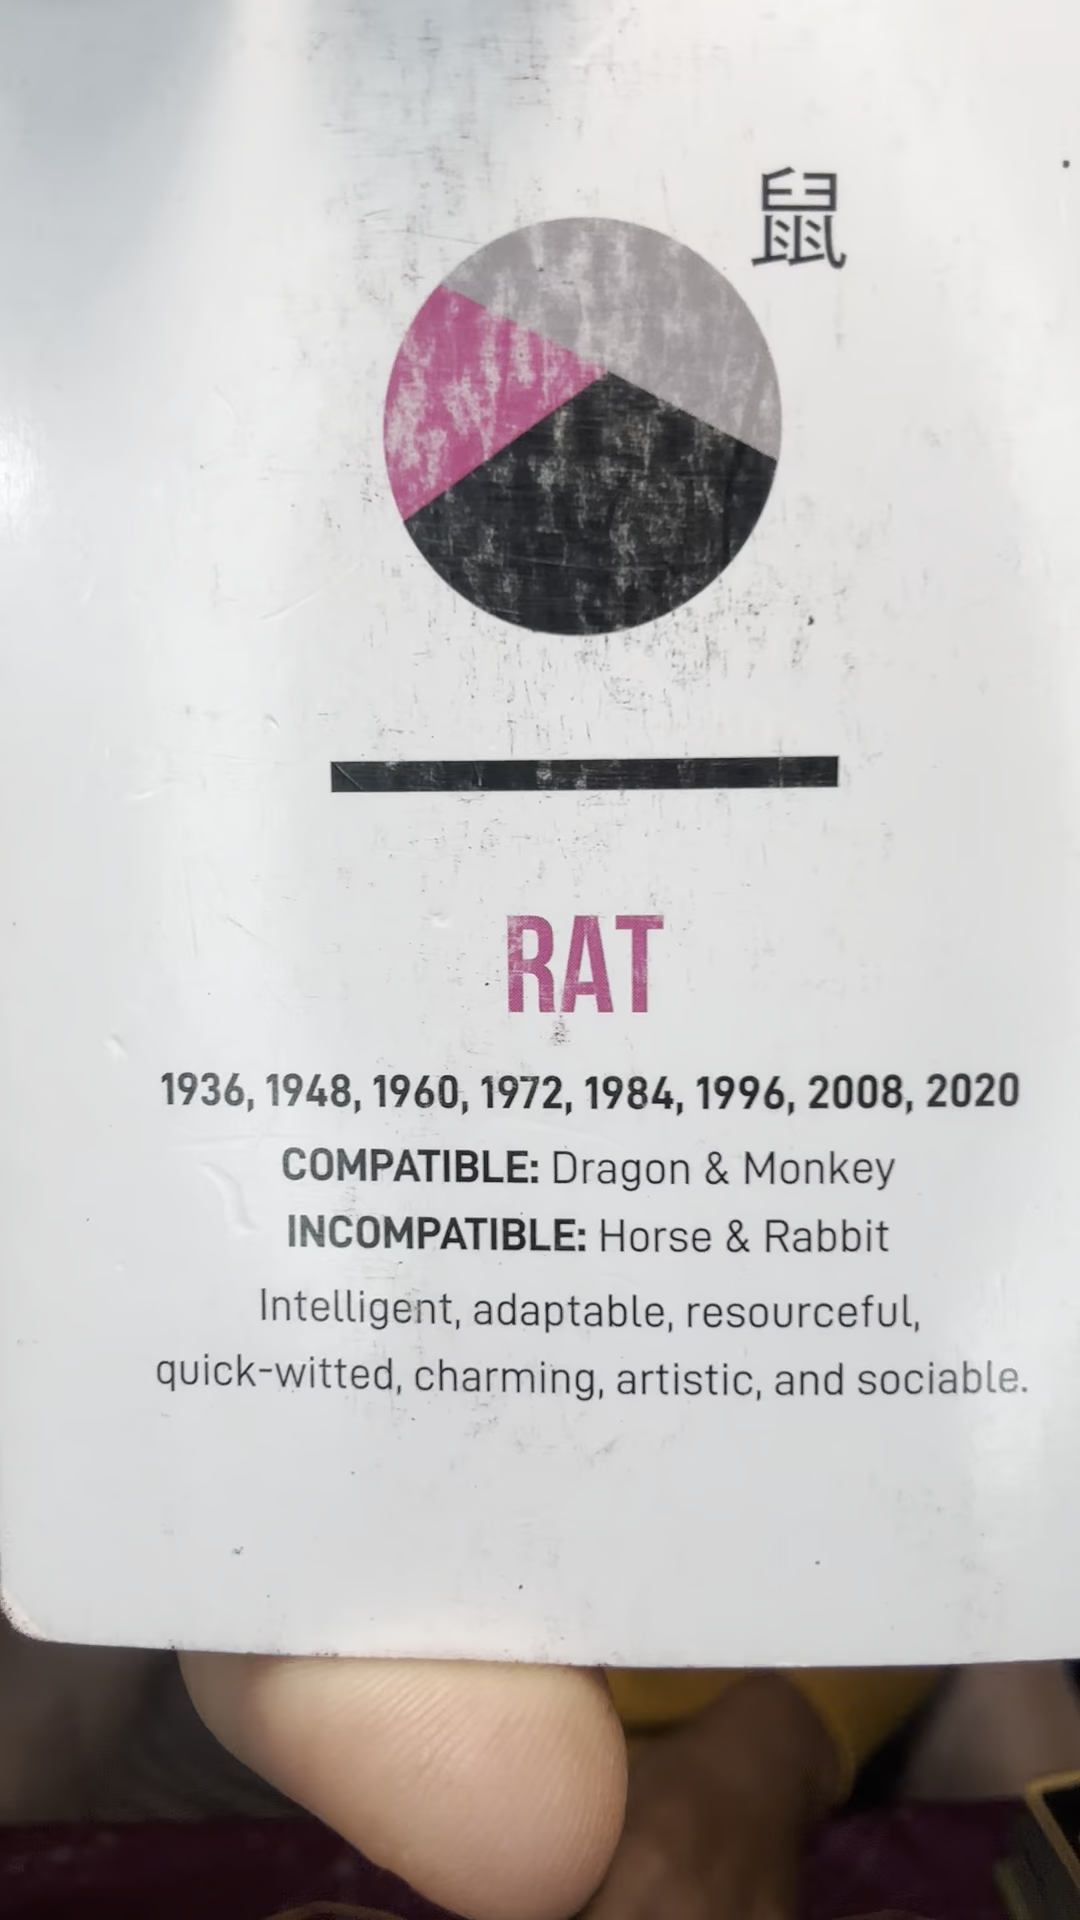 鼠
RAT
1936, 1948, 1960, 1972, 1984, 1996, 2008, 2020
COMPATIBLE: Dragon & Monkey
INCOMPATIBLE: Horse & Rabbit
Intelligent, adaptable, resourceful,
quick-witted, charming, artistic, and sociable.